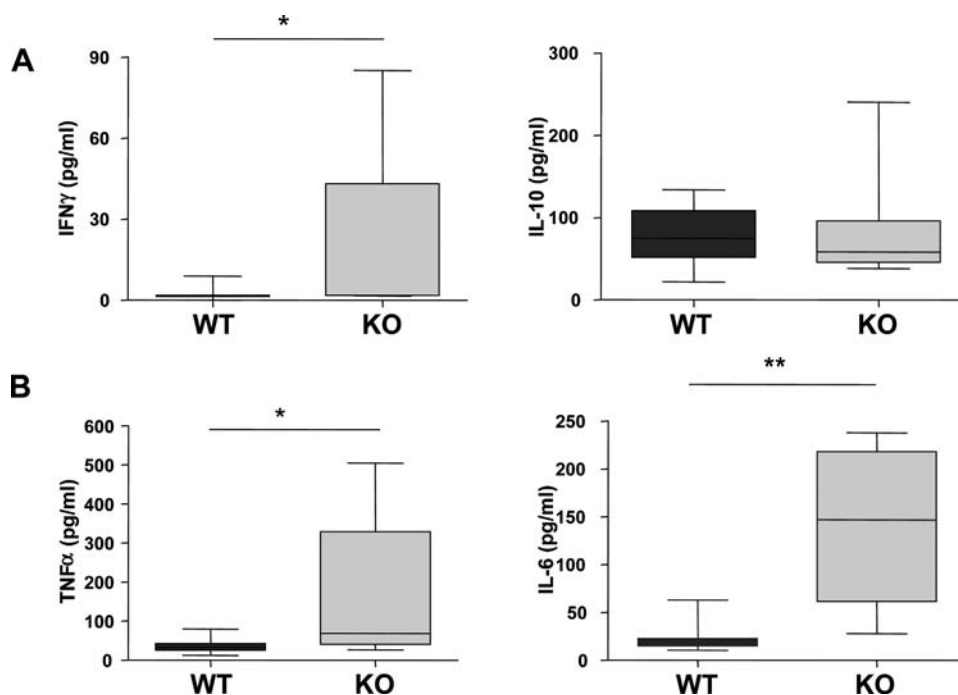 A
*
IFNγ (pg/ml)
90
60
30
0
WT KO
IL-10 (pg/ml)
300
200
100
0
WT KO
B
*
TNFα (pg/ml)
600
500
400
300
200
100
0
WT KO
**
IL-6 (pg/ml)
250
200
150
100
50
0
WT KO